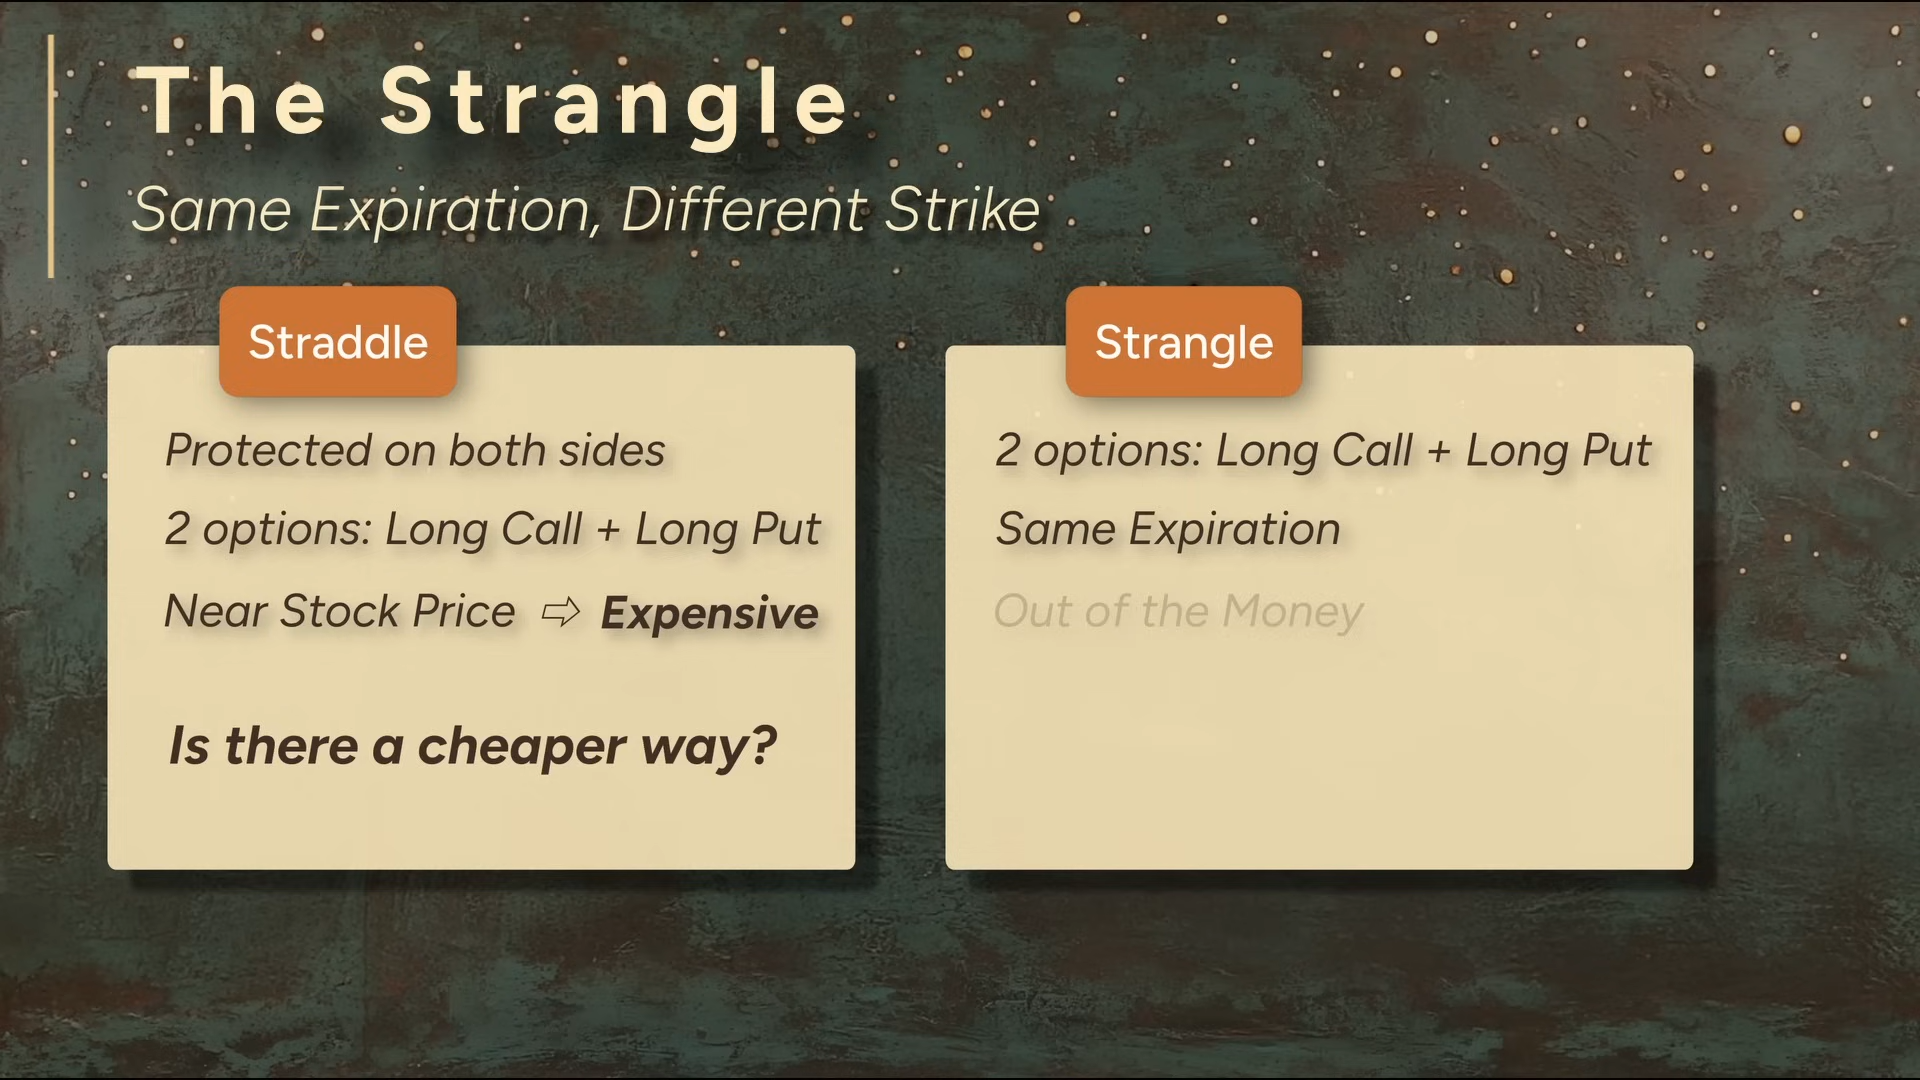 The Strangle
Same Expiration, Different Strike
Straddle
Protected on both sides
2 options: Long Call + Long Put
Near Stock Price ⇨ Expensive
Is there a cheaper way?
Strangle
2 options: Long Call + Long Put
Same Expiration
Out of the Money